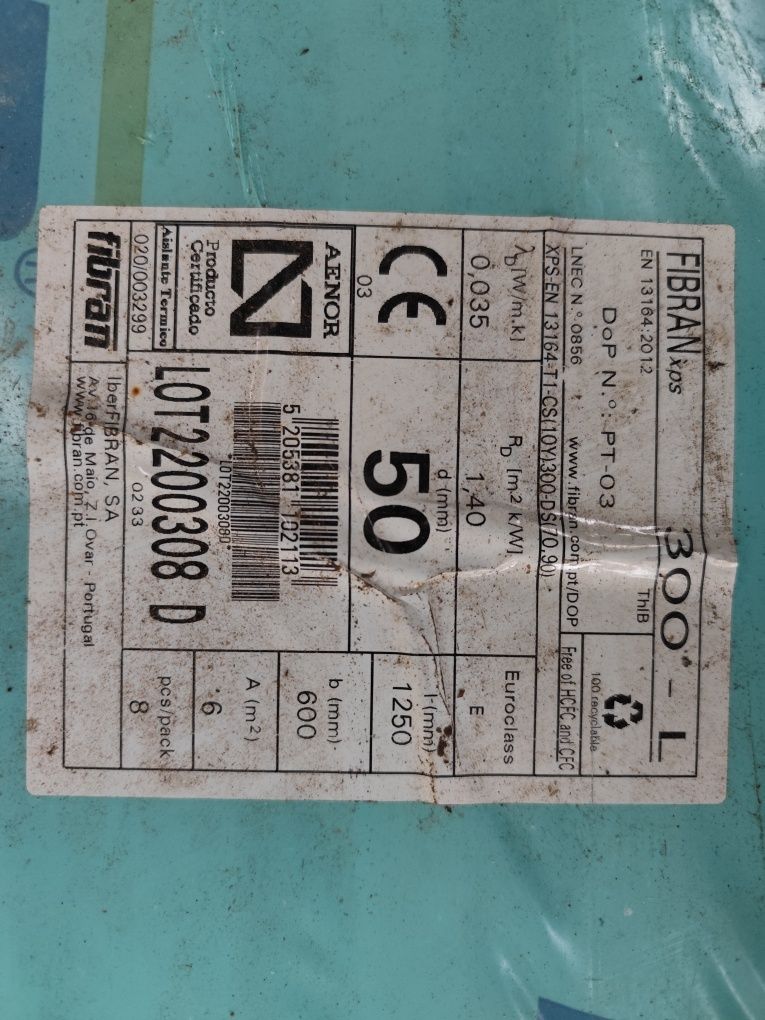 FIBRANxps 300 - L
EN 13164:2012
ThIB
DoP N.º: PT-03
100 recyclable
LNEC N.º 0856 www.fibran.com.pt/DOP
XPS-EN 13164-T1-CS(10Y)300-DS(70,90)
Free of HCFC and CFC
λD[W/m.k] 0,035
RD [m2 k/W] 1,40
Euroclass E
CE
03
d (mm)
50
l (mm) 1250
b (mm) 600
AENOR
Producto
Certificado
Aislante Termico
020/003299
5 205381 102113
LOT2200308D
LOT2200308 D
02 33
A (m²) 6
pcs/pack 8
fibran
IberFIBRAN, SA
Av.16 de Maio, Z.I Ovar - Portugal
www.fibran.com.pt